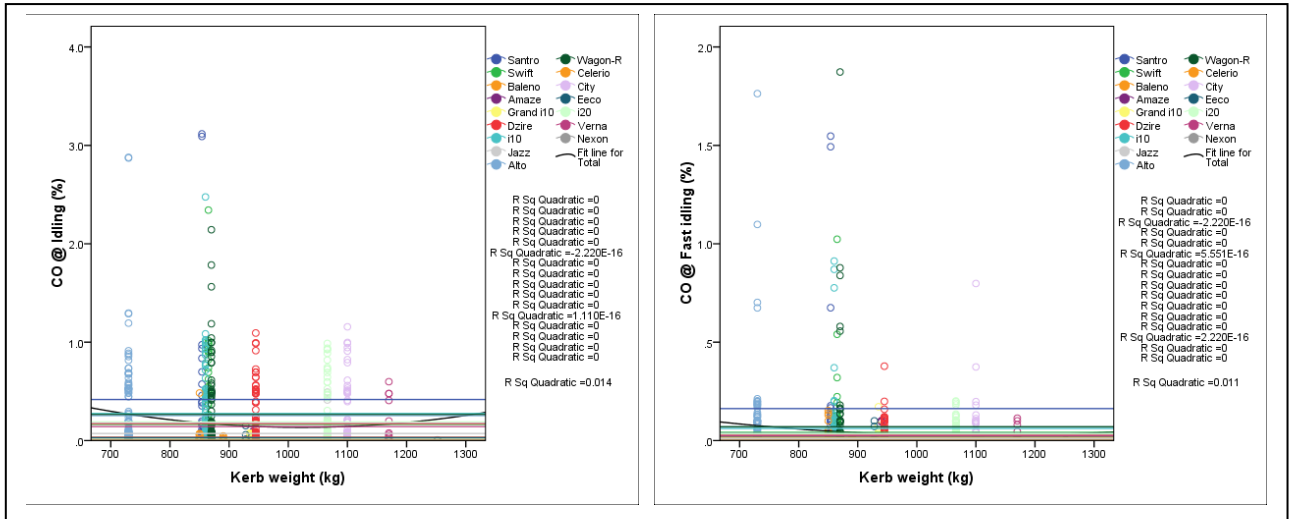 4.0
3.0
2.0
1.0
.0
CO @ Idling (%)
700 800 900 1000 1100 1200 1300
Kerb weight (kg)
Santro Wagon-R
Swift Celerio
Baleno City
Amaze Eeco
Grand i10 i20
Dzire Verna
i10 Nexon
Jazz Fit line for
Alto Total
R Sq Quadratic =0
R Sq Quadratic =0
R Sq Quadratic =0
R Sq Quadratic =0
R Sq Quadratic =0
R Sq Quadratic =-2.220E-16
R Sq Quadratic =0
R Sq Quadratic =0
R Sq Quadratic =0
R Sq Quadratic =0
R Sq Quadratic =0
R Sq Quadratic =1.110E-16
R Sq Quadratic =0
R Sq Quadratic =0
R Sq Quadratic =0
R Sq Quadratic =0
R Sq Quadratic =0.014
2.0
1.5
1.0
.5
.0
CO @ Fast idling (%)
700 800 900 1000 1100 1200 1300
Kerb weight (kg)
Santro Wagon-R
Swift Celerio
Baleno City
Amaze Eeco
Grand i10 i20
Dzire Verna
i10 Nexon
Jazz Fit line for
Alto Total
R Sq Quadratic =0
R Sq Quadratic =0
R Sq Quadratic =-2.220E-16
R Sq Quadratic =0
R Sq Quadratic =0
R Sq Quadratic =5.551E-16
R Sq Quadratic =0
R Sq Quadratic =0
R Sq Quadratic =0
R Sq Quadratic =0
R Sq Quadratic =0
R Sq Quadratic =0
R Sq Quadratic =0
R Sq Quadratic =2.220E-16
R Sq Quadratic =0
R Sq Quadratic =0
R Sq Quadratic =0.011